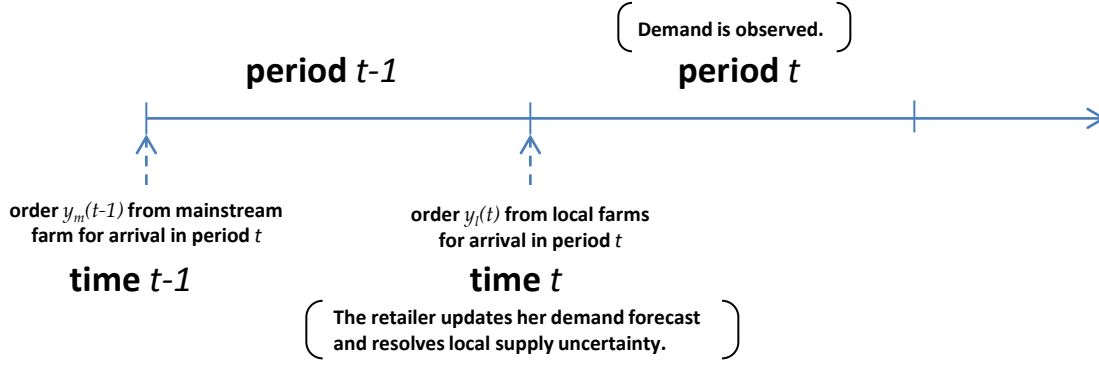 Demand is observed.
period t-1
period t
order y_m(t-1) from mainstream
farm for arrival in period t
order y_l(t) from local farms
for arrival in period t
time t-1
time t
The retailer updates her demand forecast
and resolves local supply uncertainty.